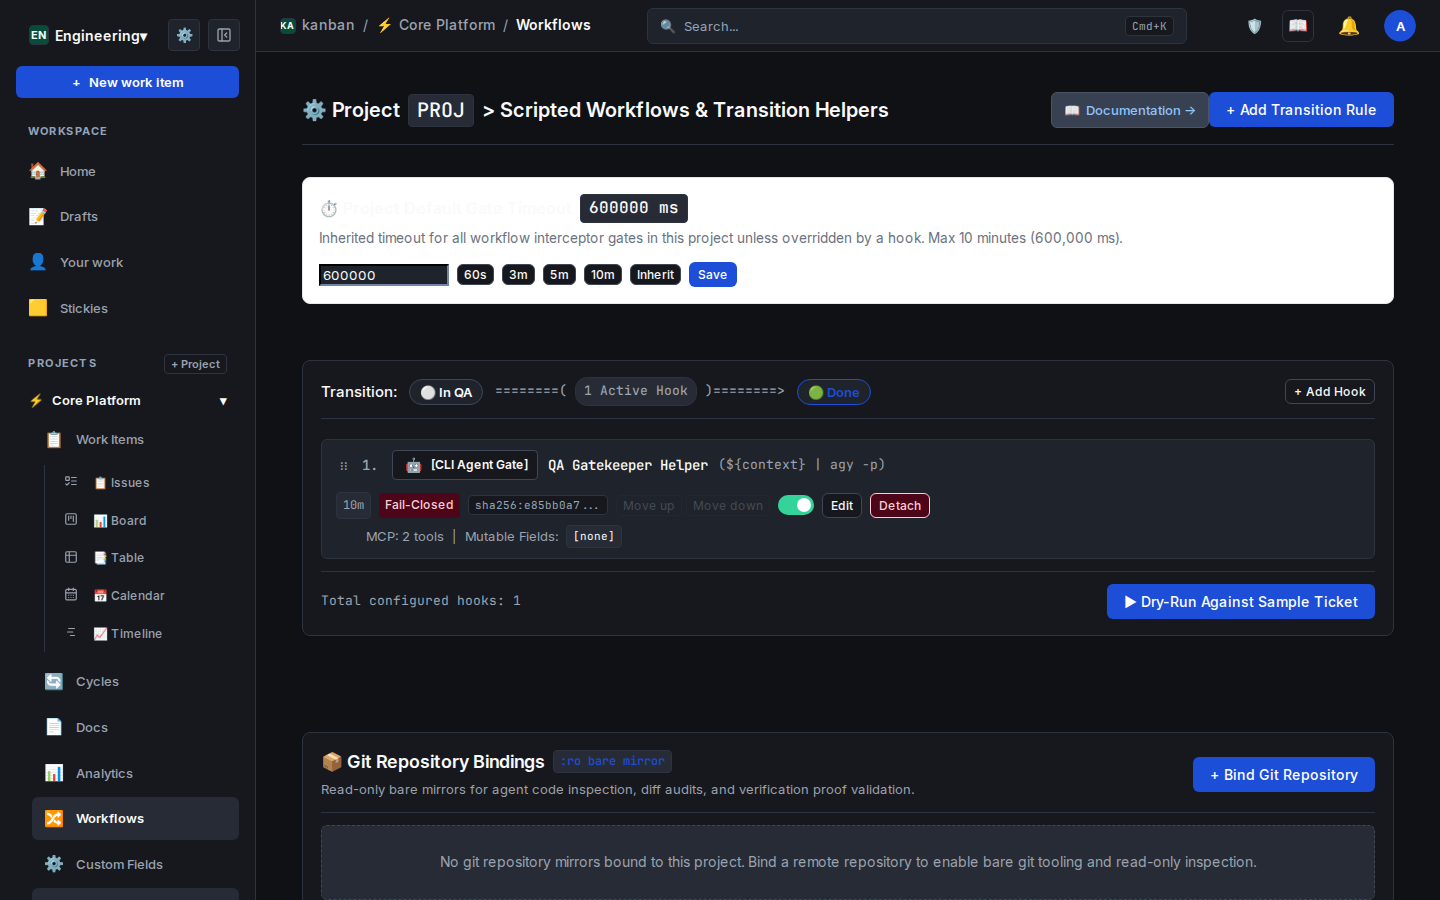 EN Engineering▾
+ New work item
WORKSPACE
Home
Drafts
Your work
Stickies
PROJECTS
+ Project
Core Platform ▾
Work Items
Issues
Board
Table
Calendar
Timeline
Cycles
Docs
Analytics
Workflows
Custom Fields
KA kanban / ⚡ Core Platform / Workflows
Search...
Cmd+K
A
Project PROJ > Scripted Workflows & Transition Helpers
Documentation →
+ Add Transition Rule
Project Default Gate Timeout 600000 ms
Inherited timeout for all workflow interceptor gates in this project unless overridden by a hook. Max 10 minutes (600,000 ms).
600000 60s 3m 5m 10m Inherit Save
Transition: In QA ========( 1 Active Hook )========> Done
+ Add Hook
1. [CLI Agent Gate] QA Gatekeeper Helper (${context} | agy -p)
10m Fail-Closed sha256:e85bb0a7... Move up Move down Edit Detach
MCP: 2 tools | Mutable Fields: [none]
Total configured hooks: 1
▶ Dry-Run Against Sample Ticket
Git Repository Bindings :ro bare mirror
Read-only bare mirrors for agent code inspection, diff audits, and verification proof validation.
+ Bind Git Repository
No git repository mirrors bound to this project. Bind a remote repository to enable bare git tooling and read-only inspection.